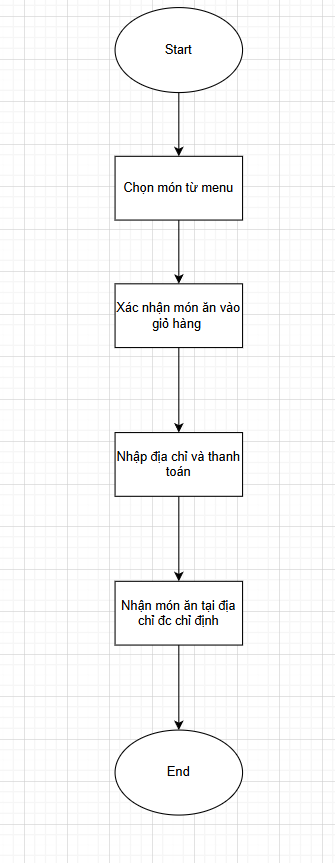 Start
Chọn món từ menu
Xác nhận món ăn vào
giỏ hàng
Nhập địa chỉ và thanh
toán
Nhận món ăn tại địa
chỉ đc chỉ định
End